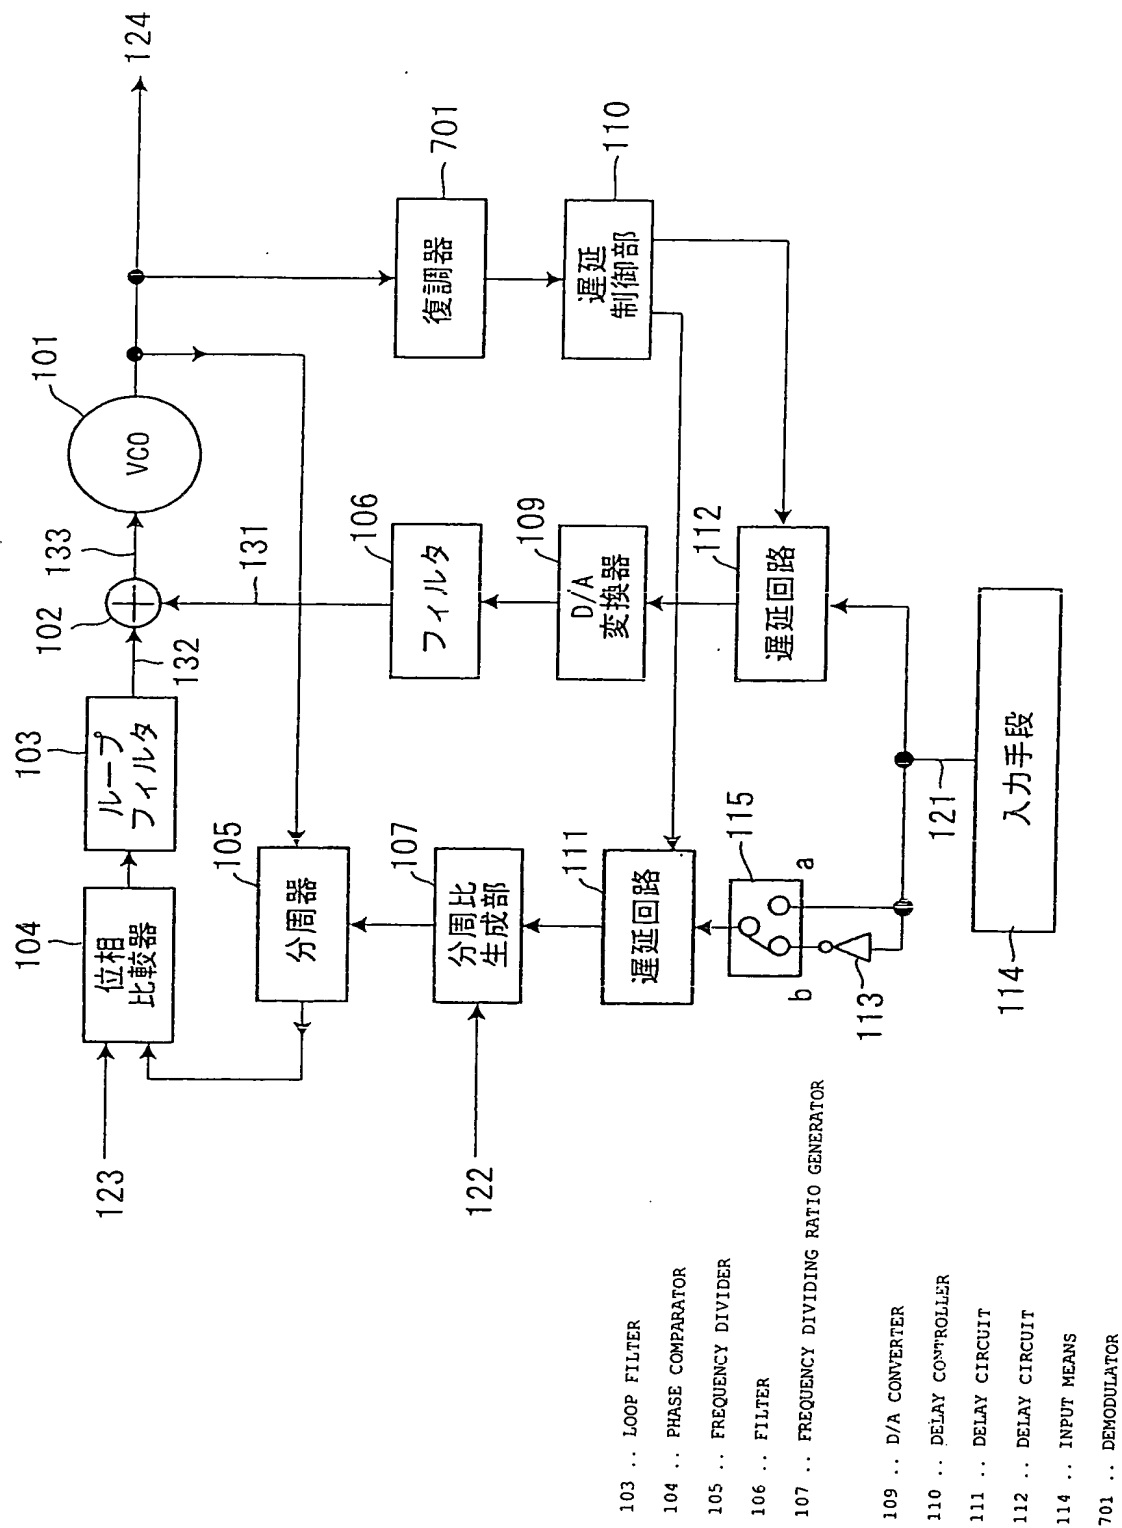 123
104
位相
比較器
103
ループ
フィルタ
132
102
133
101
VCO
124
131
105
分周器
122
107
分周比
生成部
106
フィルタ
701
復調器
111
遅延回路
109
D/A
変換器
110
遅延
制御部
115
a
b
113
112
遅延回路
121
114
入力手段
103 .. LOOP FILTER
104 .. PHASE COMPARATOR
105 .. FREQUENCY DIVIDER
106 .. FILTER
107 .. FREQUENCY DIVIDING RATIO GENERATOR
109 .. D/A CONVERTER
110 .. DELAY CONTROLLER
111 .. DELAY CIRCUIT
112 .. DELAY CIRCUIT
114 .. INPUT MEANS
701 .. DEMODULATOR